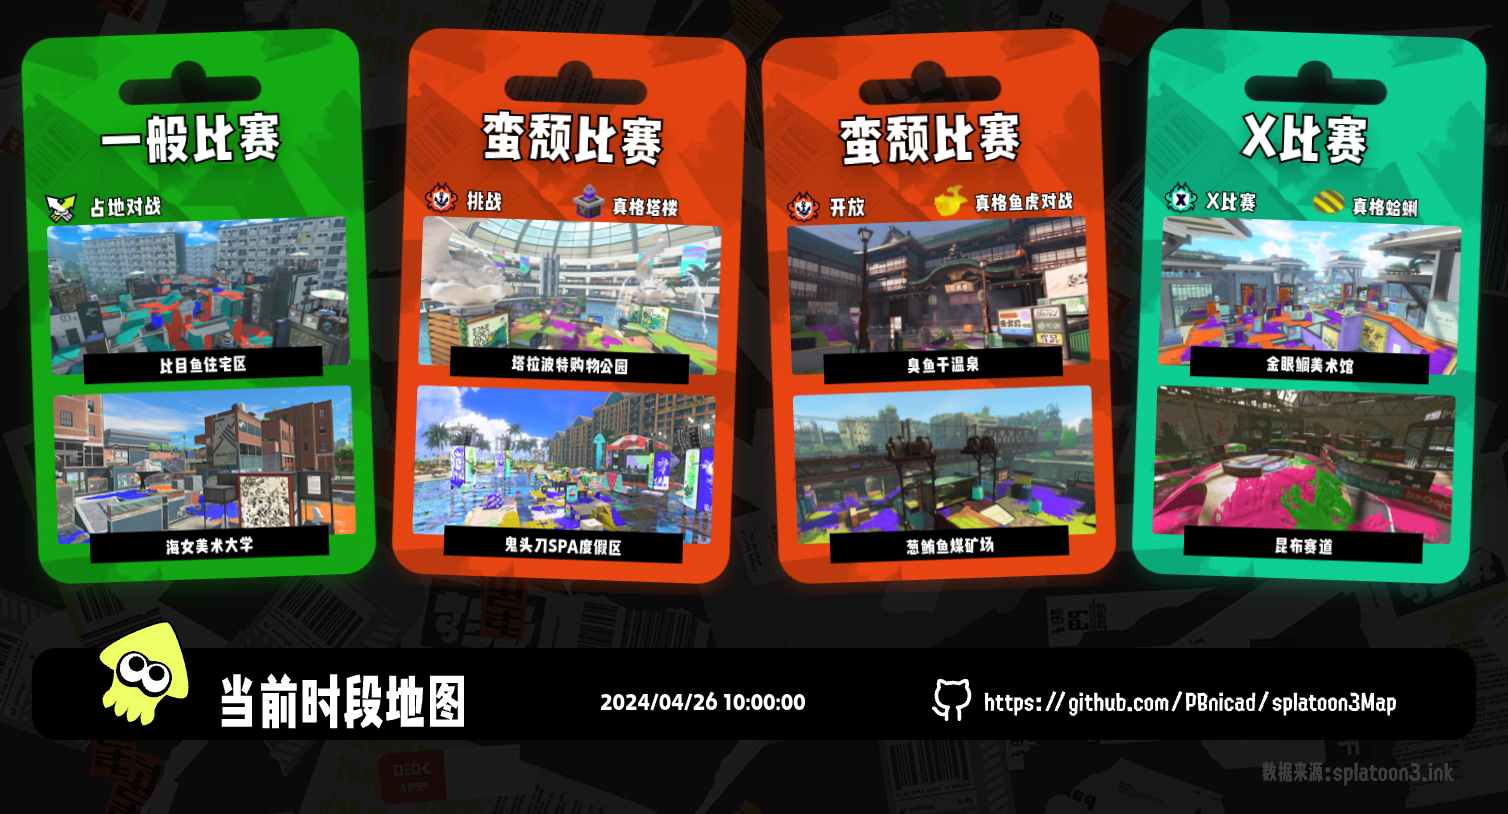 一般比赛
占地对战
比目鱼住宅区
海女美术大学
蛮颓比赛
挑战
真格塔楼
塔拉波特购物公园
鬼头刀SPA度假区
蛮颓比赛
开放
真格鱼虎对战
臭鱼干温泉
葱鲔鱼煤矿场
X比赛
X比赛
真格蛤蜊
金眼鲷美术馆
昆布赛道
当前时段地图
2024/04/26 10:00:00
https://github.com/PBnicad/splatoon3Map
数据来源:splatoon3.ink